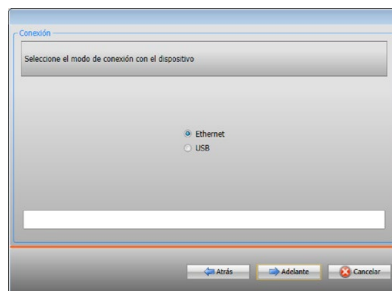 Conexión
Seleccione el modo de conexión con el dispositivo
Ethernet
USB
Atrás
Adelante
Cancelar